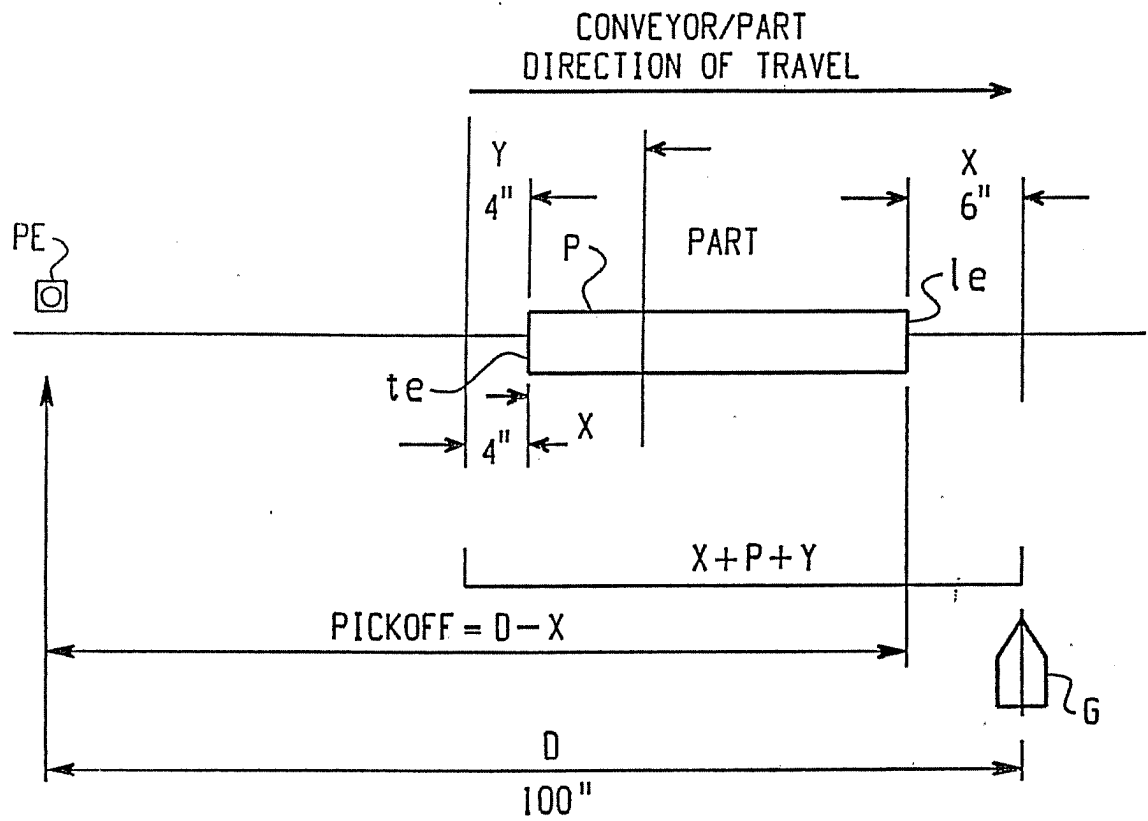 CONVEYOR/PART
DIRECTION OF TRAVEL
Y
4"
X
6"
PE
P
PART
le
te
4"
X
X+P+Y
PICKOFF = D-X
G
D
100"